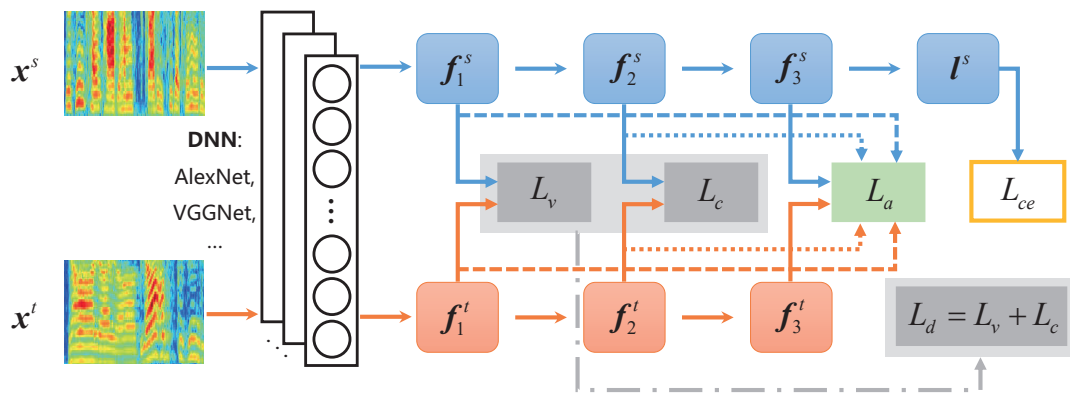 x^s
f_1^s
f_2^s
f_3^s
l^s
DNN:
AlexNet,
VGGNet,
...
L_v
L_c
L_a
L_ce
x^t
f_1^t
f_2^t
f_3^t
L_d = L_v + L_c